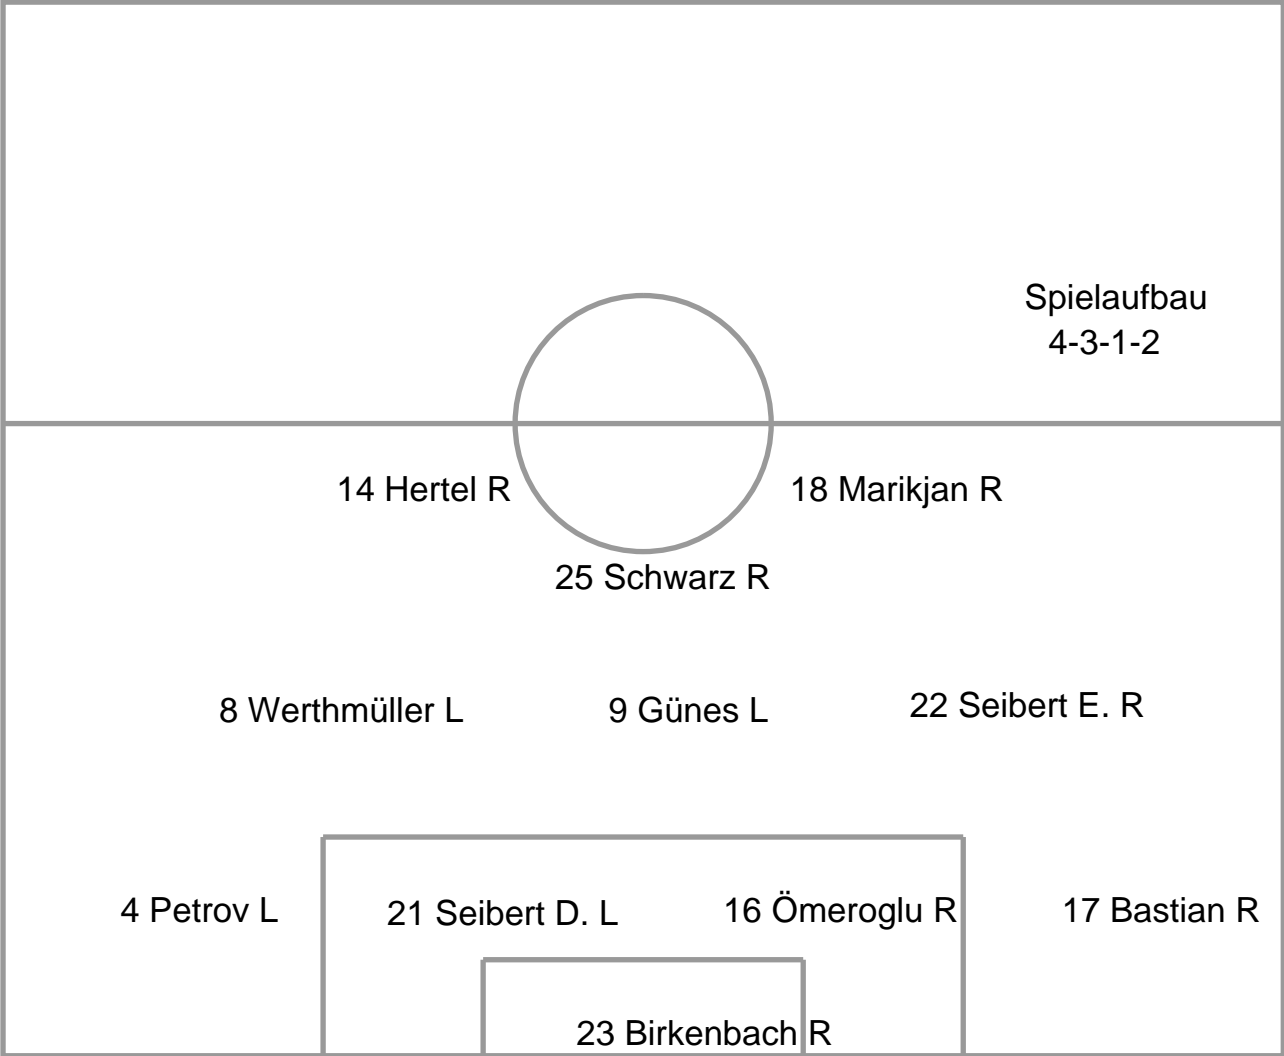 Spielaufbau
4-3-1-2
14 Hertel R
18 Marikjan R
25 Schwarz R
8 Werthmüller L
9 Günes L
22 Seibert E. R
4 Petrov L
21 Seibert D. L
16 Ömeroglu R
17 Bastian R
23 Birkenbach R